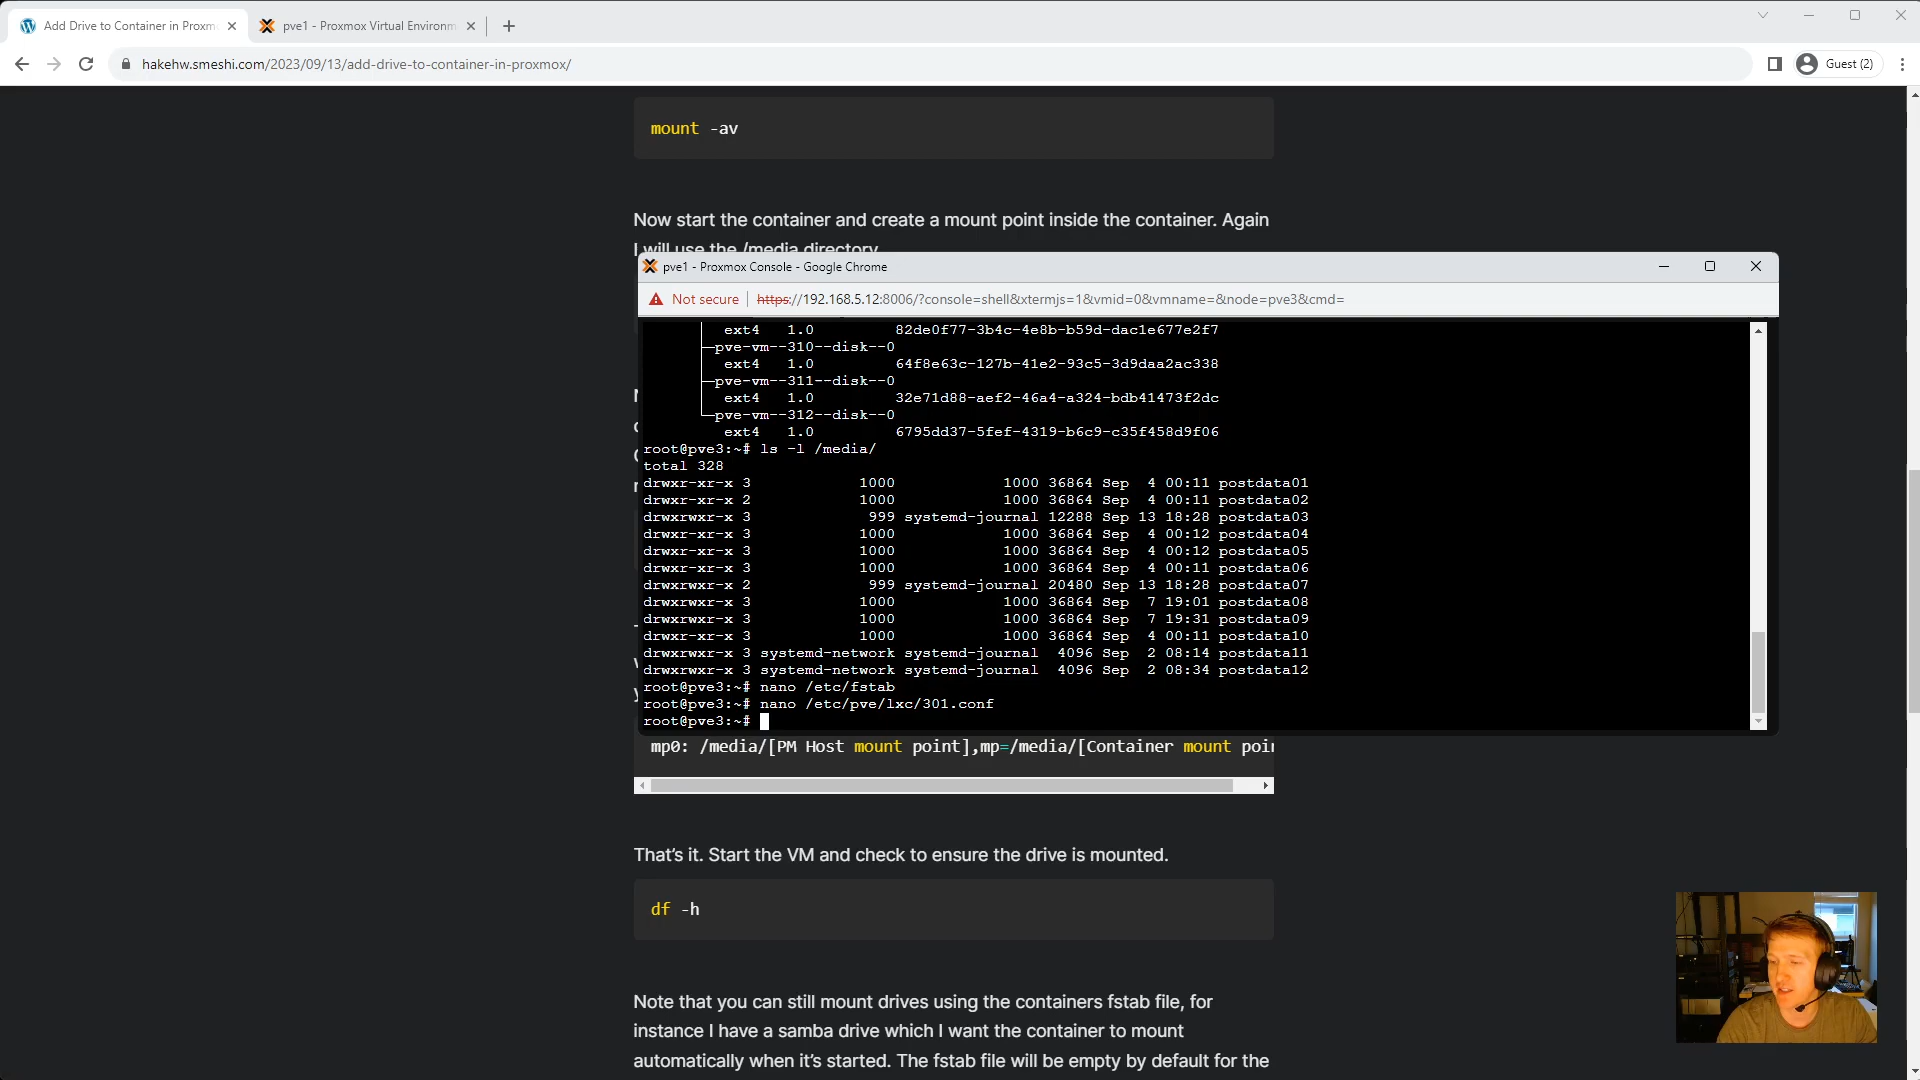 Add Drive to Container in Proxm
pve1 - Proxmox Virtual Environm
hakehw.smeshi.com/2023/09/13/add-drive-to-container-in-proxmox/
Guest (2)
mount -av
Now start the container and create a mount point inside the container. Again
I will use the /media directory
pve1 - Proxmox Console - Google Chrome
Not secure
https://192.168.5.12:8006/?console=shell&xtermjs=1&vmid=0&vmname=&node=pve3&cmd=
ext4 1.0 82de0f77-3b4c-4e8b-b59d-dac1e677e2f7
├─pve-vm--310--disk--0
ext4 1.0 64f8e63c-127b-41e2-93c5-3d9daa2ac338
├─pve-vm--311--disk--0
ext4 1.0 32e71d88-aef2-46a4-a324-bdb41473f2dc
└─pve-vm--312--disk--0
ext4 1.0 6795dd37-5fef-4319-b6c9-c35f458d9f06
root@pve3:~# ls -l /media/
total 328
drwxr-xr-x 3 1000 1000 36864 Sep 4 00:11 postdata01
drwxr-xr-x 2 1000 1000 36864 Sep 4 00:11 postdata02
drwxrwxr-x 3 999 systemd-journal 12288 Sep 13 18:28 postdata03
drwxr-xr-x 3 1000 1000 36864 Sep 4 00:12 postdata04
drwxr-xr-x 3 1000 1000 36864 Sep 4 00:12 postdata05
drwxr-xr-x 3 1000 1000 36864 Sep 4 00:11 postdata06
drwxrwxr-x 2 999 systemd-journal 20480 Sep 13 18:28 postdata07
drwxrwxr-x 3 1000 1000 36864 Sep 7 19:01 postdata08
drwxrwxr-x 3 1000 1000 36864 Sep 7 19:31 postdata09
drwxr-xr-x 3 1000 1000 36864 Sep 4 00:11 postdata10
drwxrwxr-x 3 systemd-network systemd-journal 4096 Sep 2 08:14 postdata11
drwxrwxr-x 3 systemd-network systemd-journal 4096 Sep 2 08:34 postdata12
root@pve3:~# nano /etc/fstab
root@pve3:~# nano /etc/pve/lxc/301.conf
root@pve3:~#
mp0: /media/[PM Host mount point],mp=/media/[Container mount poi
That's it. Start the VM and check to ensure the drive is mounted.
df -h
Note that you can still mount drives using the containers fstab file, for
instance I have a samba drive which I want the container to mount
automatically when it's started. The fstab file will be empty by default for the